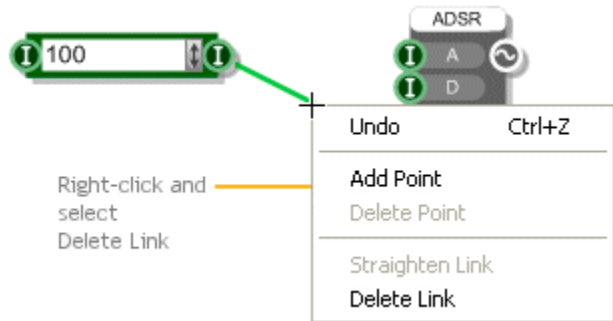 ADSR
I 100 I
I A
I D
Undo Ctrl+Z
Add Point
Delete Point
Straighten Link
Delete Link
Right-click and
select
Delete Link